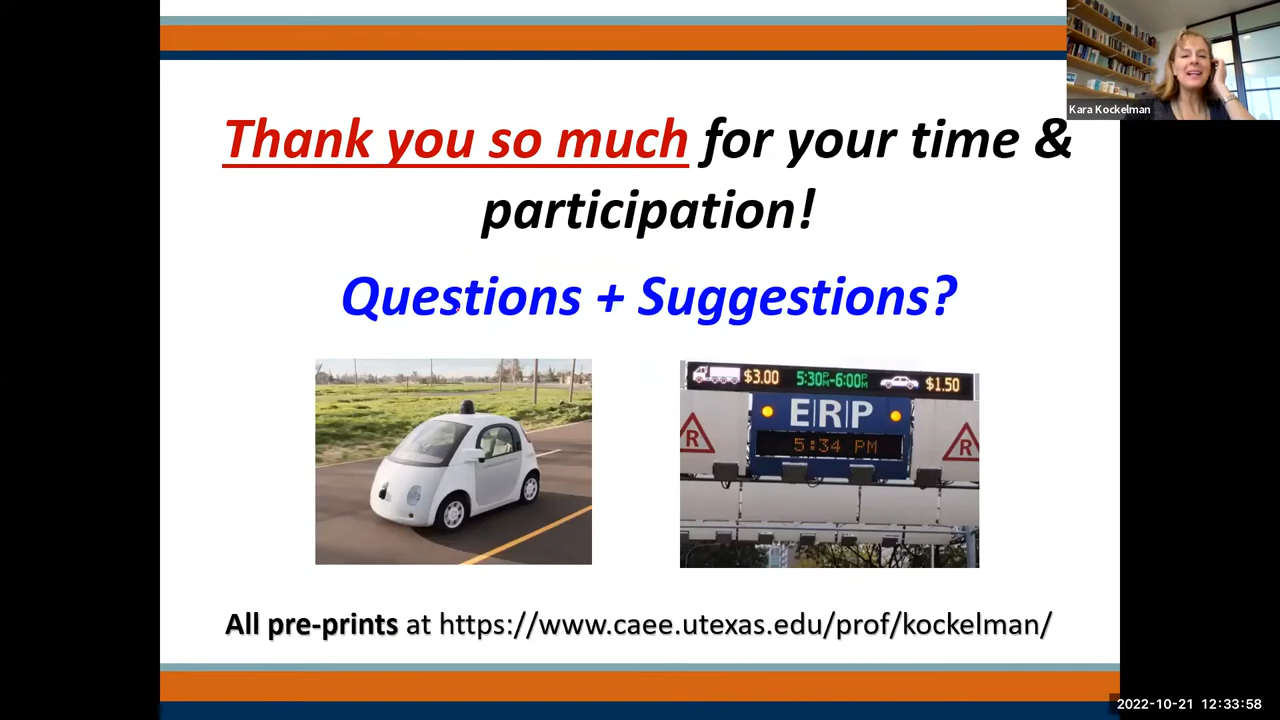 Kara Kockelman
Thank you so much for your time &
participation!
Questions + Suggestions?
$3.00 5:30PM-6:00PM $1.50
ERP
R 5:34 PM R
All pre-prints at https://www.caee.utexas.edu/prof/kockelman/
2022-10-21 12:33:58